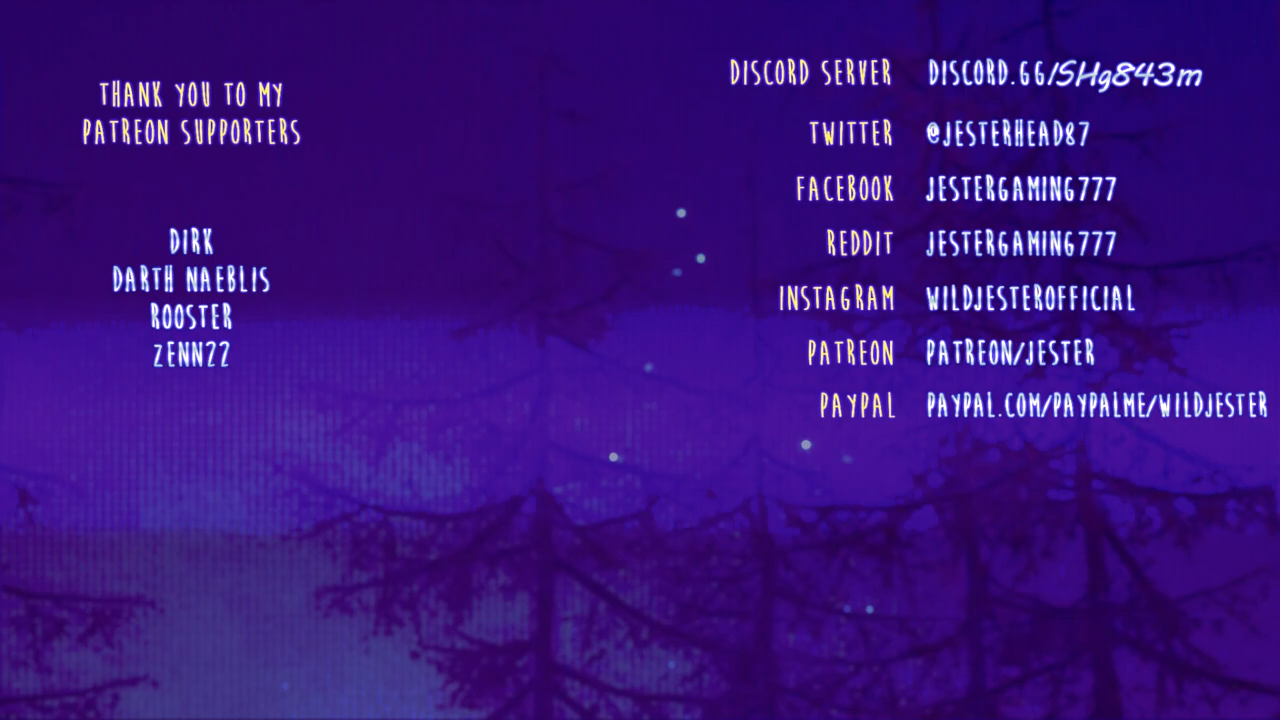 THANK YOU TO MY
PATREON SUPPORTERS
DIRK
DARTH NAEBLIS
ROOSTER
ZENN22
DISCORD SERVER DISCORD.GG/SHg843m
TWITTER @JESTERHEAD87
FACEBOOK JESTERGAMING777
REDDIT JESTERGAMING777
INSTAGRAM WILDJESTEROFFICIAL
PATREON PATREON/JESTER
PAYPAL PAYPAL.COM/PAYPALME/WILDJESTER